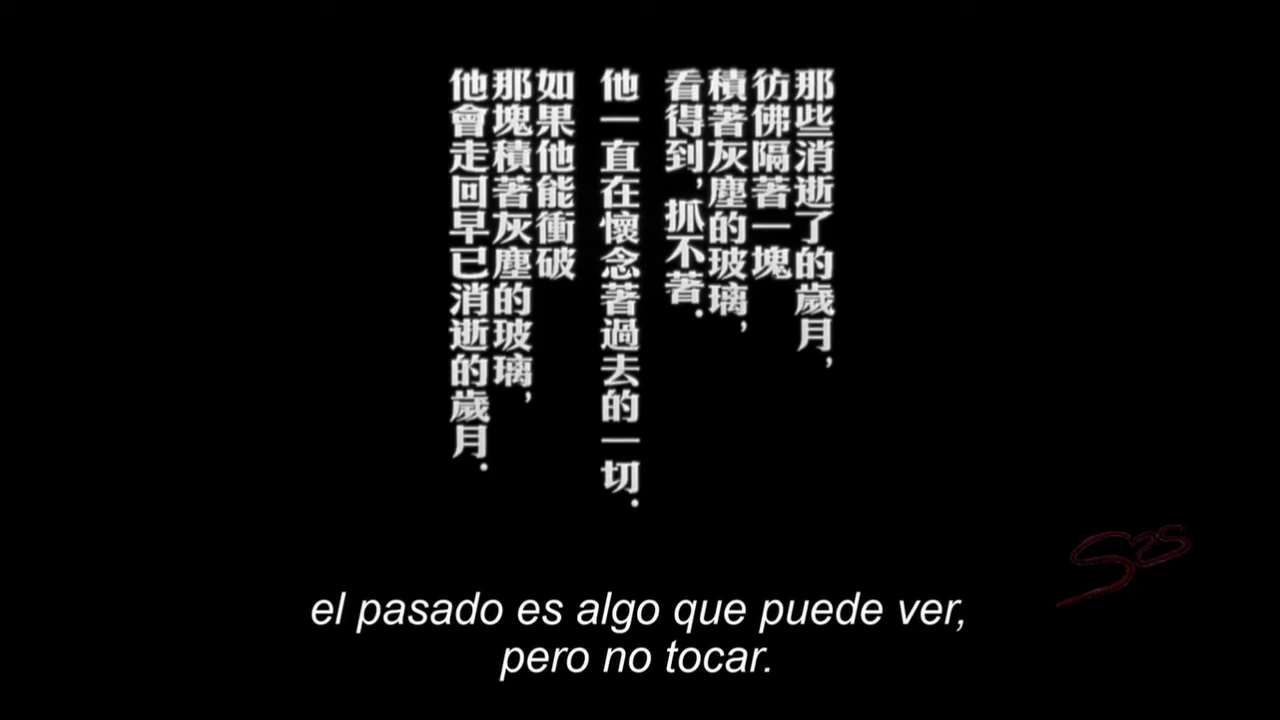 那些消逝了的歲月，
彷彿隔著一塊
積著灰塵的玻璃，
看得到，抓不著．
他一直在懷念著過去的一切．
如果他能衝破
那塊積著灰塵的玻璃，
他會走回早已消逝的歲月．
el pasado es algo que puede ver,
pero no tocar.
S2S